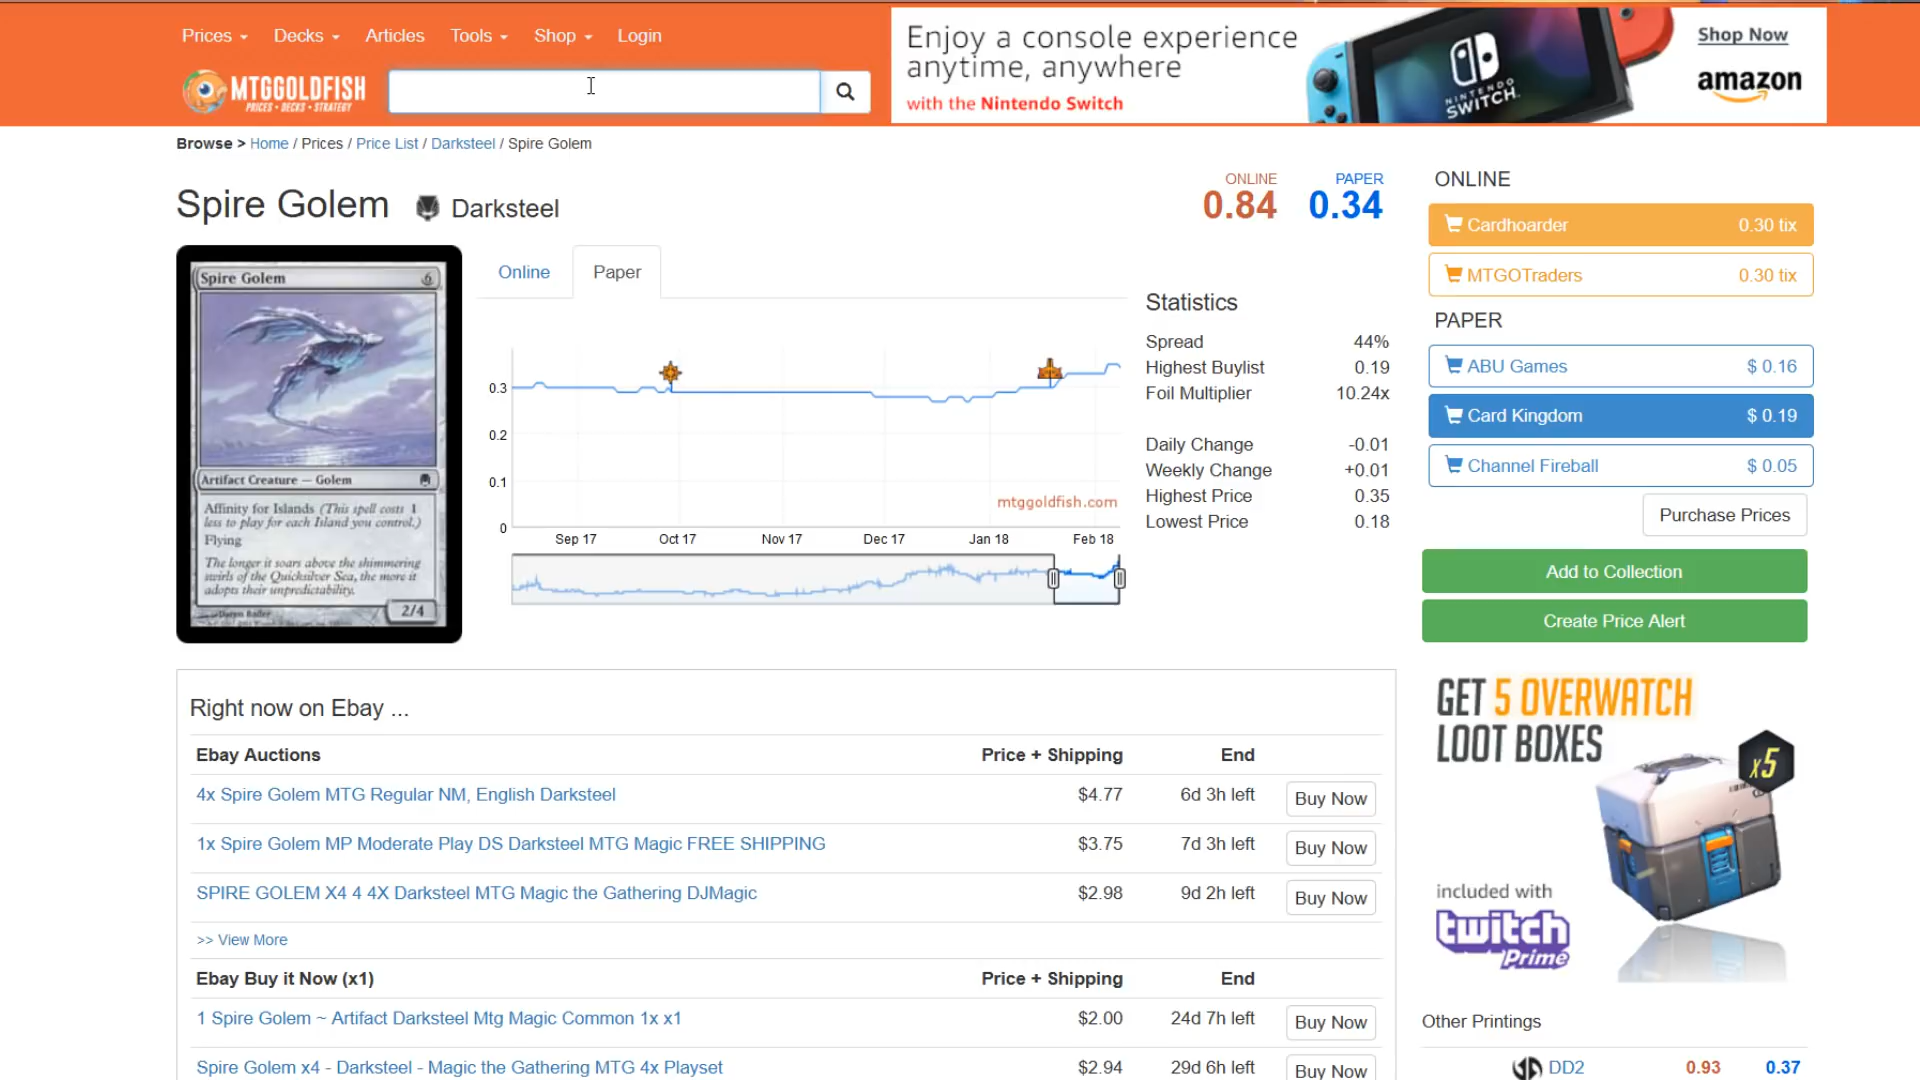 Prices Decks Articles Tools Shop Login
MTGGOLDFISH
PRICES • DECKS • STRATEGY
Enjoy a console experience
anytime, anywhere
with the Nintendo Switch
NINTENDO
SWITCH
Shop Now
amazon
Browse > Home / Prices / Price List / Darksteel / Spire Golem
Spire Golem Darksteel
ONLINE
0.84
PAPER
0.34
Spire Golem 6
Artifact Creature — Golem
Affinity for Islands (This spell costs 1
less to play for each Island you control.)
Flying
The longer it soars above the shimmering
swirls of the Quicksilver Sea, the more it
adopts their unpredictability.
2/4
Online Paper
0.3
0.2
0.1
0
mtggoldfish.com
Sep 17 Oct 17 Nov 17 Dec 17 Jan 18 Feb 18
Statistics
Spread 44%
Highest Buylist 0.19
Foil Multiplier 10.24x
Daily Change -0.01
Weekly Change +0.01
Highest Price 0.35
Lowest Price 0.18
ONLINE
Cardhoarder 0.30 tix
MTGOTraders 0.30 tix
PAPER
ABU Games $ 0.16
Card Kingdom $ 0.19
Channel Fireball $ 0.05
Purchase Prices
Add to Collection
Create Price Alert
Right now on Ebay ...
Ebay Auctions Price + Shipping End
4x Spire Golem MTG Regular NM, English Darksteel $4.77 6d 3h left Buy Now
1x Spire Golem MP Moderate Play DS Darksteel MTG Magic FREE SHIPPING $3.75 7d 3h left Buy Now
SPIRE GOLEM X4 4 4X Darksteel MTG Magic the Gathering DJMagic $2.98 9d 2h left Buy Now
>> View More
Ebay Buy it Now (x1) Price + Shipping End
1 Spire Golem ~ Artifact Darksteel Mtg Magic Common 1x x1 $2.00 24d 7h left Buy Now
Spire Golem x4 - Darksteel - Magic the Gathering MTG 4x Playset $2.94 29d 6h left Buy Now
GET 5 OVERWATCH
LOOT BOXES
x5
included with
twitch
Prime
Other Printings
DD2 0.93 0.37